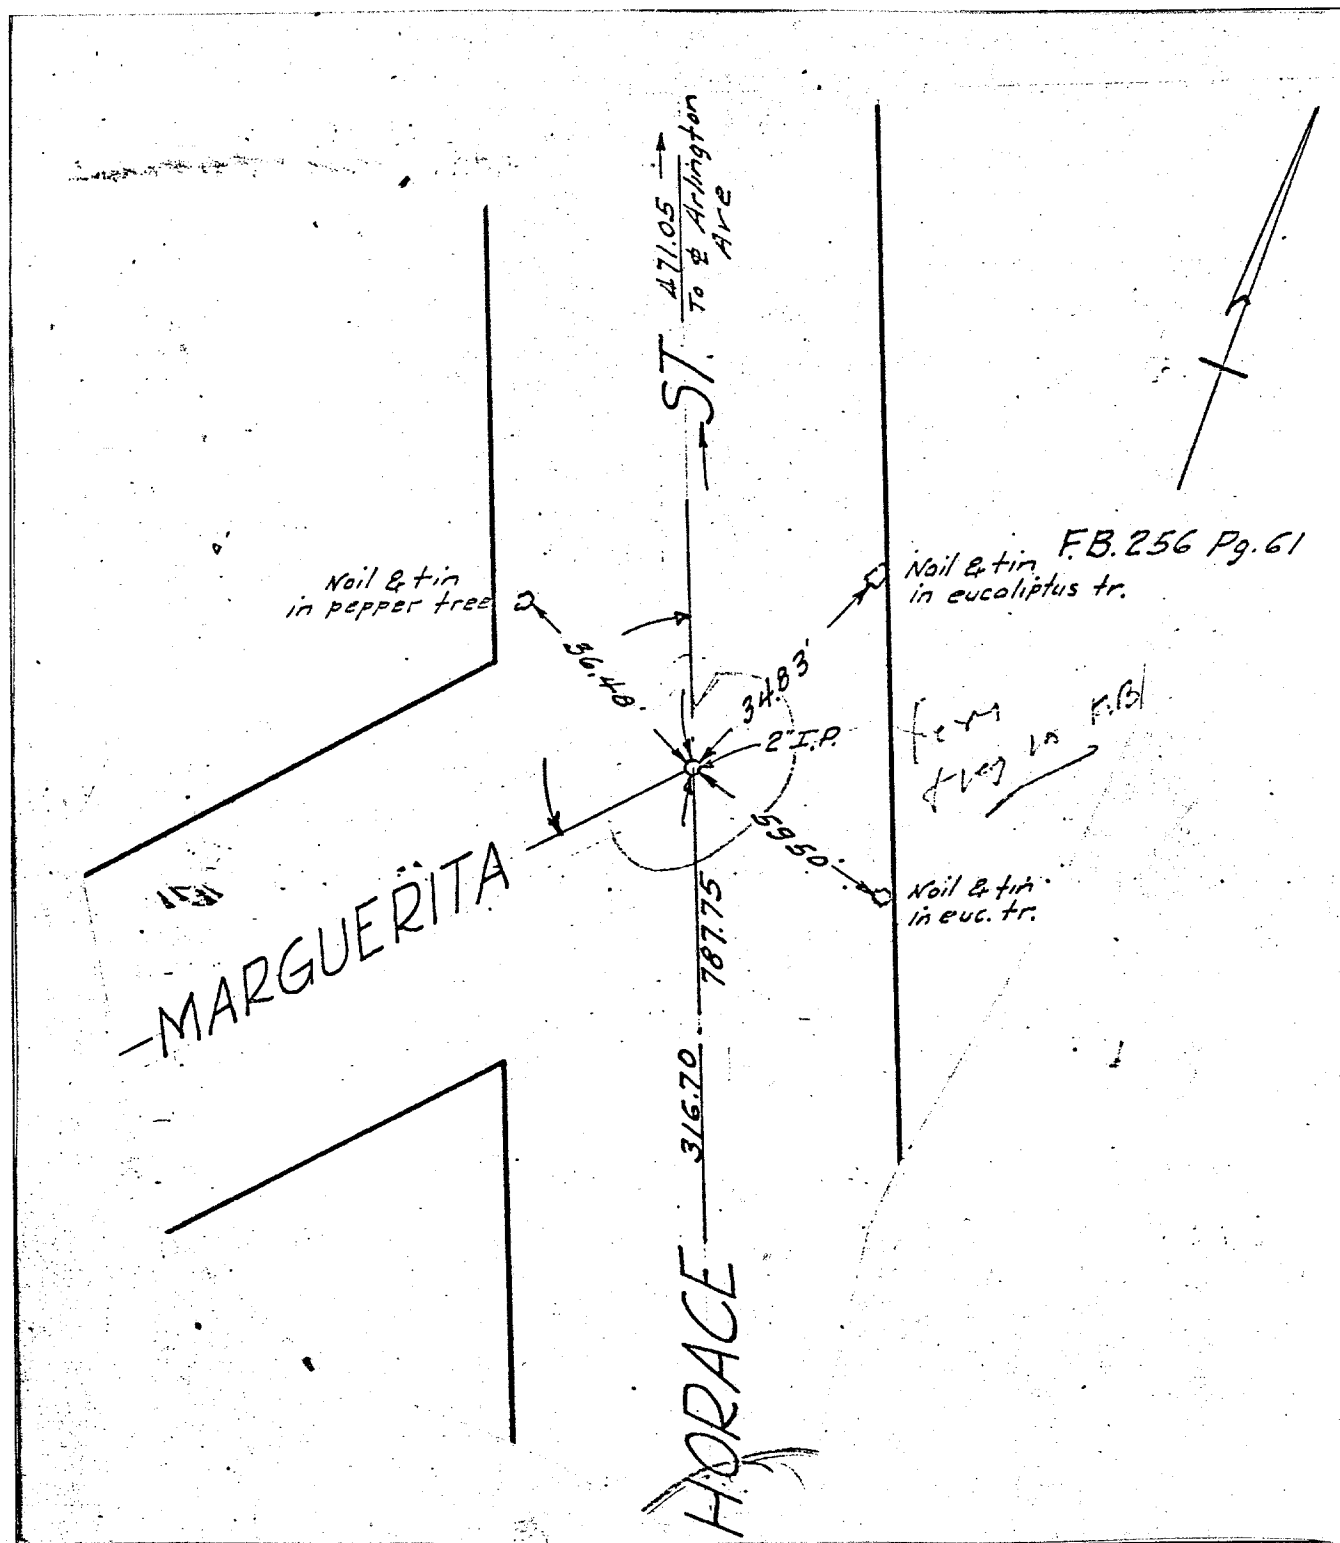 471.05
To ℄ Arlington
Ave
ST.
F.B. 256 Pg. 61
Nail & tin
in eucaliptus tr.
Nail & tin
in pepper tree
36.48'
34.83'
2" I.P.
59.50'
Nail & tin
in euc. tr.
MARGUERITA
787.75
316.70
HORACE